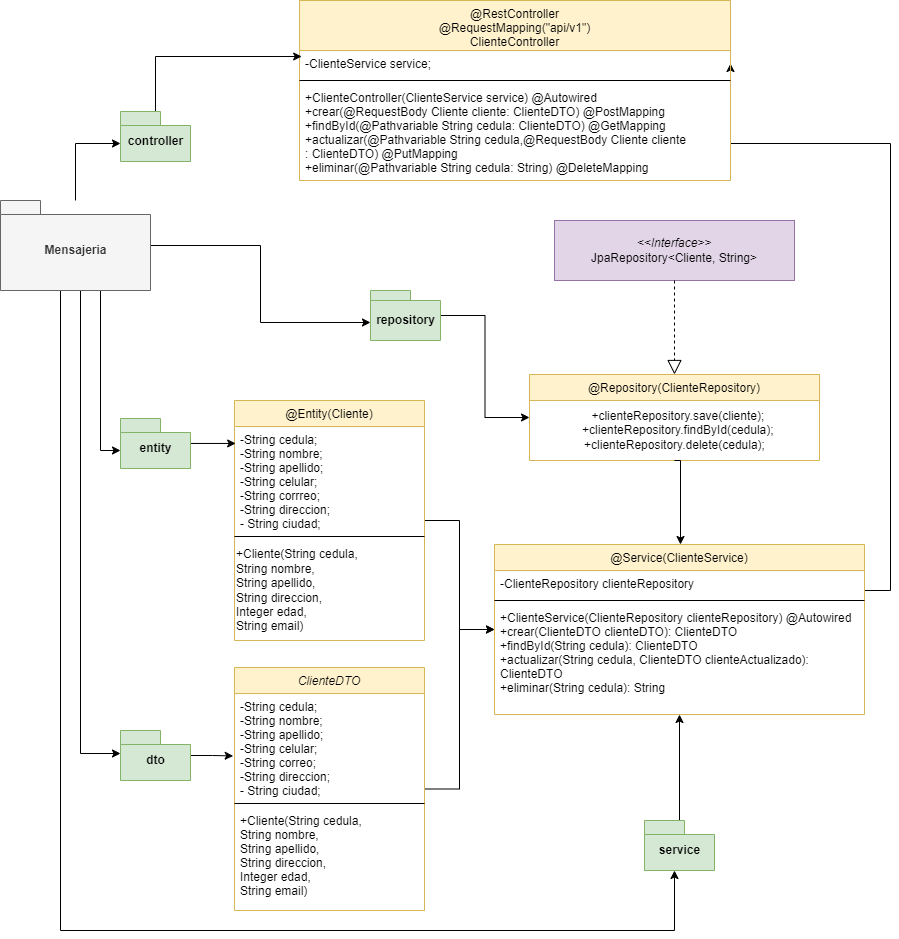 @RestController
@RequestMapping("api/v1")
ClienteController
-ClienteService service;
+ClienteController(ClienteService service) @Autowired
+crear(@RequestBody Cliente cliente: ClienteDTO) @PostMapping
+findById(@Pathvariable String cedula: ClienteDTO) @GetMapping
+actualizar(@Pathvariable String cedula,@RequestBody Cliente cliente
: ClienteDTO) @PutMapping
+eliminar(@Pathvariable String cedula: String) @DeleteMapping
controller
Mensajeria
<<Interface>>
JpaRepository<Cliente, String>
repository
@Repository(ClienteRepository)
+clienteRepository.save(cliente);
+clienteRepository.findById(cedula);
+clienteRepository.delete(cedula);
entity
@Entity(Cliente)
-String cedula;
-String nombre;
-String apellido;
-String celular;
-String corrreo;
-String direccion;
- String ciudad;
+Cliente(String cedula,
String nombre,
String apellido,
String direccion,
Integer edad,
String email)
@Service(ClienteService)
-ClienteRepository clienteRepository
+ClienteService(ClienteRepository clienteRepository) @Autowired
+crear(ClienteDTO clienteDTO): ClienteDTO
+findById(String cedula): ClienteDTO
+actualizar(String cedula, ClienteDTO clienteActualizado):
ClienteDTO
+eliminar(String cedula): String
dto
ClienteDTO
-String cedula;
-String nombre;
-String apellido;
-String celular;
-String correo;
-String direccion;
- String ciudad;
+Cliente(String cedula,
String nombre,
String apellido,
String direccion,
Integer edad,
String email)
service